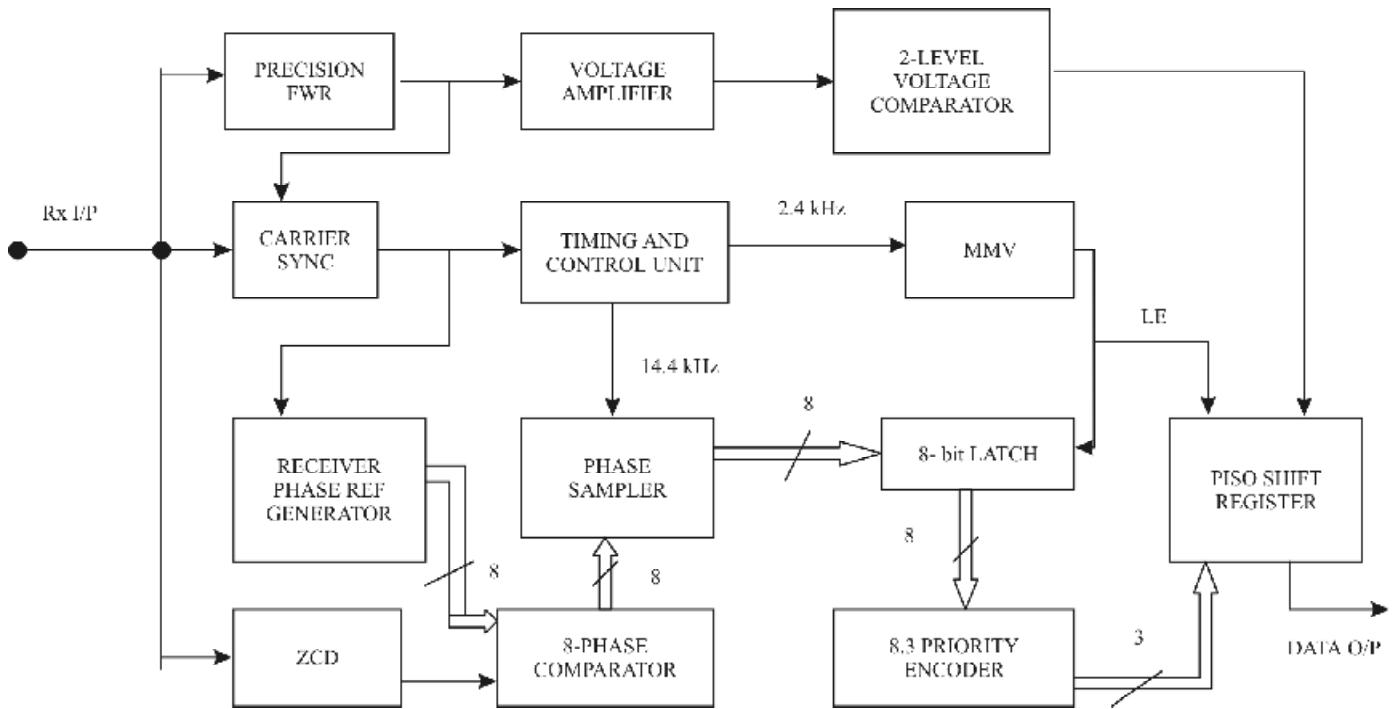 PRECISION
FWR
VOLTAGE
AMPLIFIER
2-LEVEL
VOLTAGE
COMPARATOR
Rx I/P
CARRIER
SYNC
TIMING AND
CONTROL UNIT
2.4 kHz
MMV
LE
14.4 kHz
8
RECEIVER
PHASE REF
GENERATOR
PHASE
SAMPLER
8- bit LATCH
PISO SHIFT
REGISTER
8
8
8
ZCD
8-PHASE
COMPARATOR
8.3 PRIORITY
ENCODER
3
DATA O/P